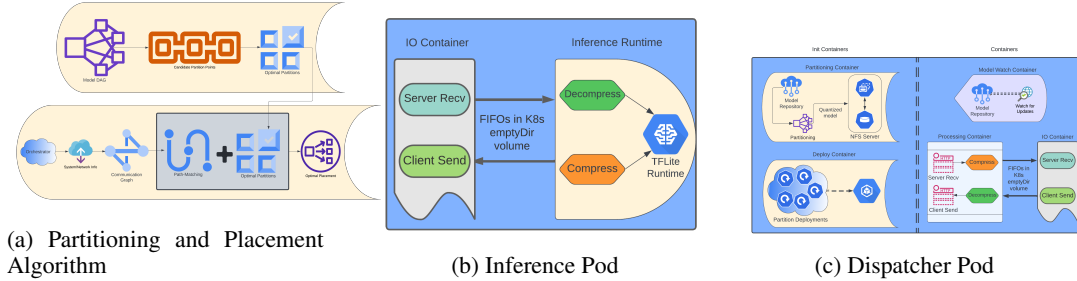 Model DAG
Candidate Partition Points
Optimal Partitions
Orchestrator
System/Network Info
Communication
Graph
Path-Matching
Optimal Partitions
Optimal Placement
(a) Partitioning and Placement
Algorithm
IO Container
Inference Runtime
Server Recv
Decompress
FIFOs in K8s
emptyDir
volume
Client Send
Compress
TFLite
Runtime
(b) Inference Pod
Init Containers
Containers
Partitioning Container
Model
Repository
Quantized
model
Partitioning
NFS Server
Deploy Container
Partition Deployments
Model Watch Container
Model
Repository
Watch for
Updates
Processing Container
IO Container
Server Recv
Compress
FIFOs in
K8s
emptyDir
volume
Server Recv
Client Send
Decompress
Client Send
(c) Dispatcher Pod